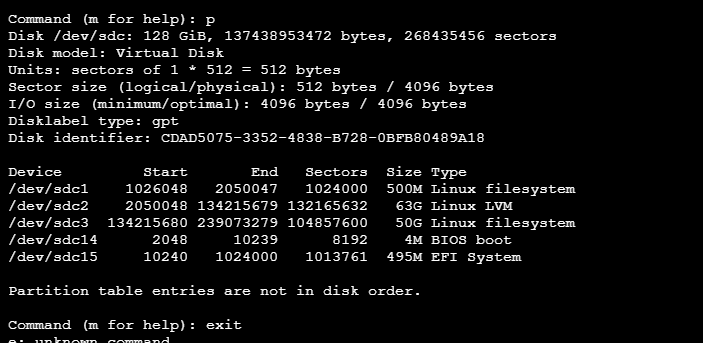 Command (m for help): p
Disk /dev/sdc: 128 GiB, 137438953472 bytes, 268435456 sectors
Disk model: Virtual Disk
Units: sectors of 1 * 512 = 512 bytes
Sector size (logical/physical): 512 bytes / 4096 bytes
I/O size (minimum/optimal): 4096 bytes / 4096 bytes
Disklabel type: gpt
Disk identifier: CDAD5075-3352-4838-B728-0BFB80489A18
Device Start End Sectors Size Type
/dev/sdc1 1026048 2050047 1024000 500M Linux filesystem
/dev/sdc2 2050048 134215679 132165632 63G Linux LVM
/dev/sdc3 134215680 239073279 104857600 50G Linux filesystem
/dev/sdc14 2048 10239 8192 4M BIOS boot
/dev/sdc15 10240 1024000 1013761 495M EFI System
Partition table entries are not in disk order.
Command (m for help): exit
e: unknown command